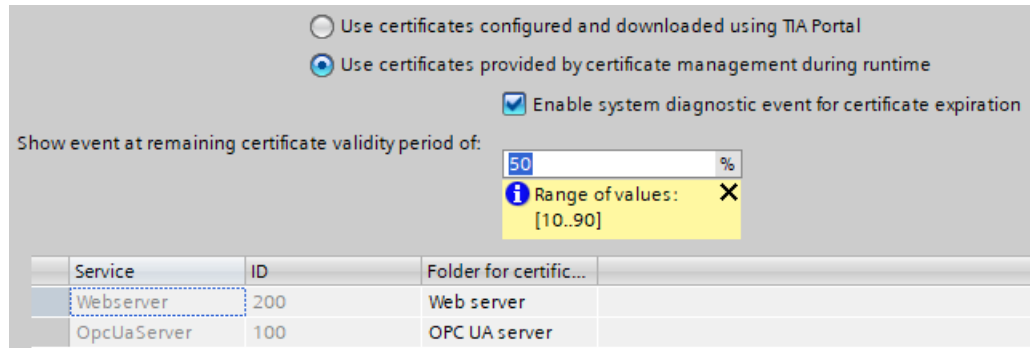 Use certificates configured and downloaded using TIA Portal
Use certificates provided by certificate management during runtime
Enable system diagnostic event for certificate expiration
Show event at remaining certificate validity period of:
50 %
Range of values:
[10..90]
Service ID Folder for certific...
Webserver 200 Web server
OpcUaServer 100 OPC UA server